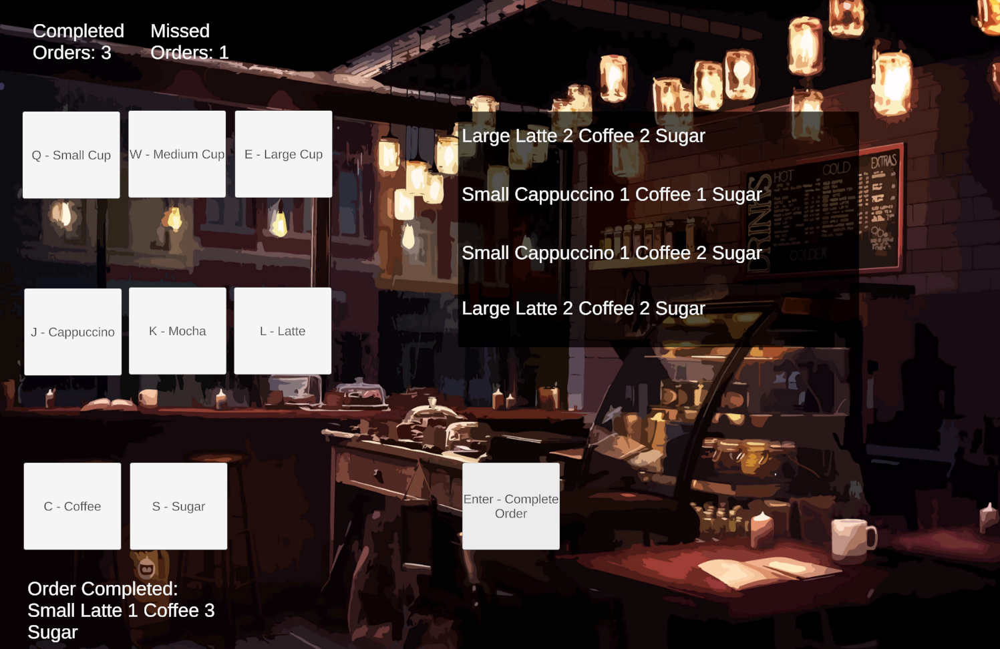 Completed
Orders: 3
Missed
Orders: 1
Q - Small Cup
W - Medium Cup
E - Large Cup
J - Cappuccino
K - Mocha
L - Latte
C - Coffee
S - Sugar
Enter - Complete
Order
Large Latte 2 Coffee 2 Sugar
Small Cappuccino 1 Coffee 1 Sugar
Small Cappuccino 1 Coffee 2 Sugar
Large Latte 2 Coffee 2 Sugar
DRINKS
HOT
COLD
EXTRAS
COLDER
Order Completed:
Small Latte 1 Coffee 3
Sugar